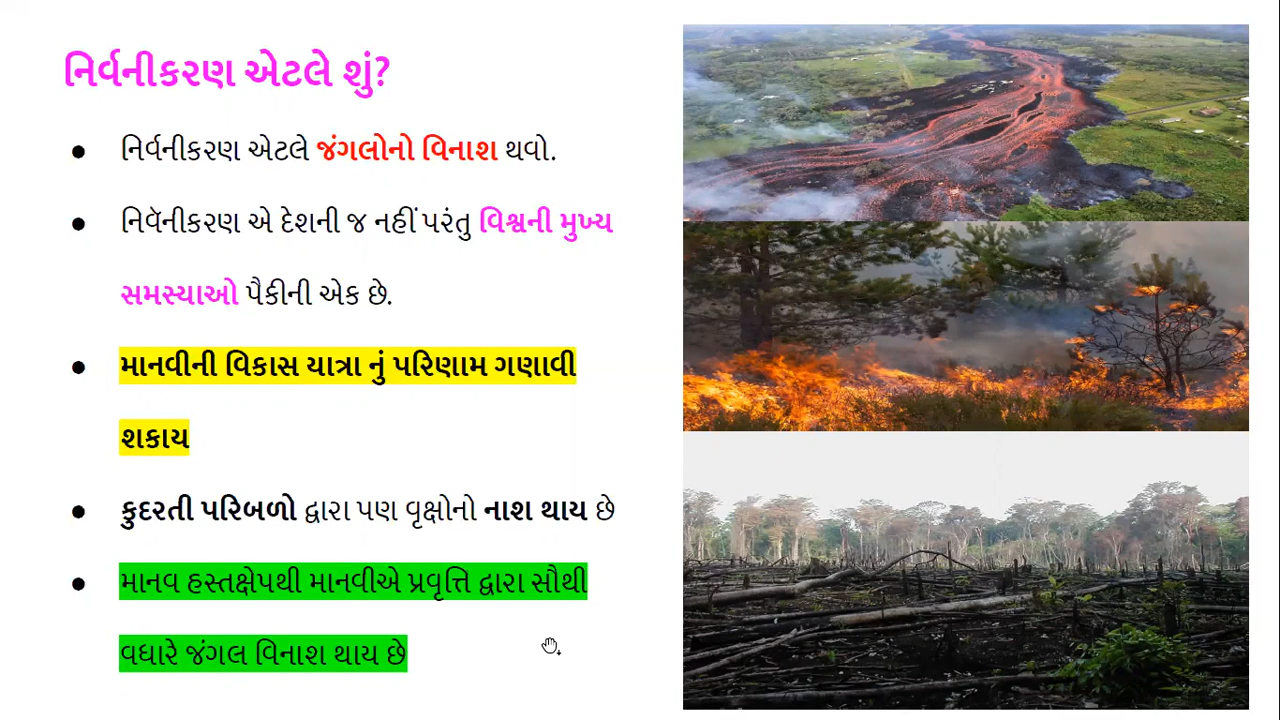 નિર્વનીકરણ એટલે શું?
● નિર્વનીકરણ એટલે જંગલોનો વિનાશ થવો.
● નિર્વૅનીકરણ એ દેશની જ નહીં પરંતુ વિશ્વની મુખ્ય
સમસ્યાઓ પૈકીની એક છે.
● માનવીની વિકાસ યાત્રા નું પરિણામ ગણાવી
શકાય
● કુદરતી પરિબળો દ્વારા પણ વૃક્ષોનો નાશ થાય છે
● માનવ હસ્તક્ષેપથી માનવીએ પ્રવૃત્તિ દ્વારા સૌથી
વધારે જંગલ વિનાશ થાય છે